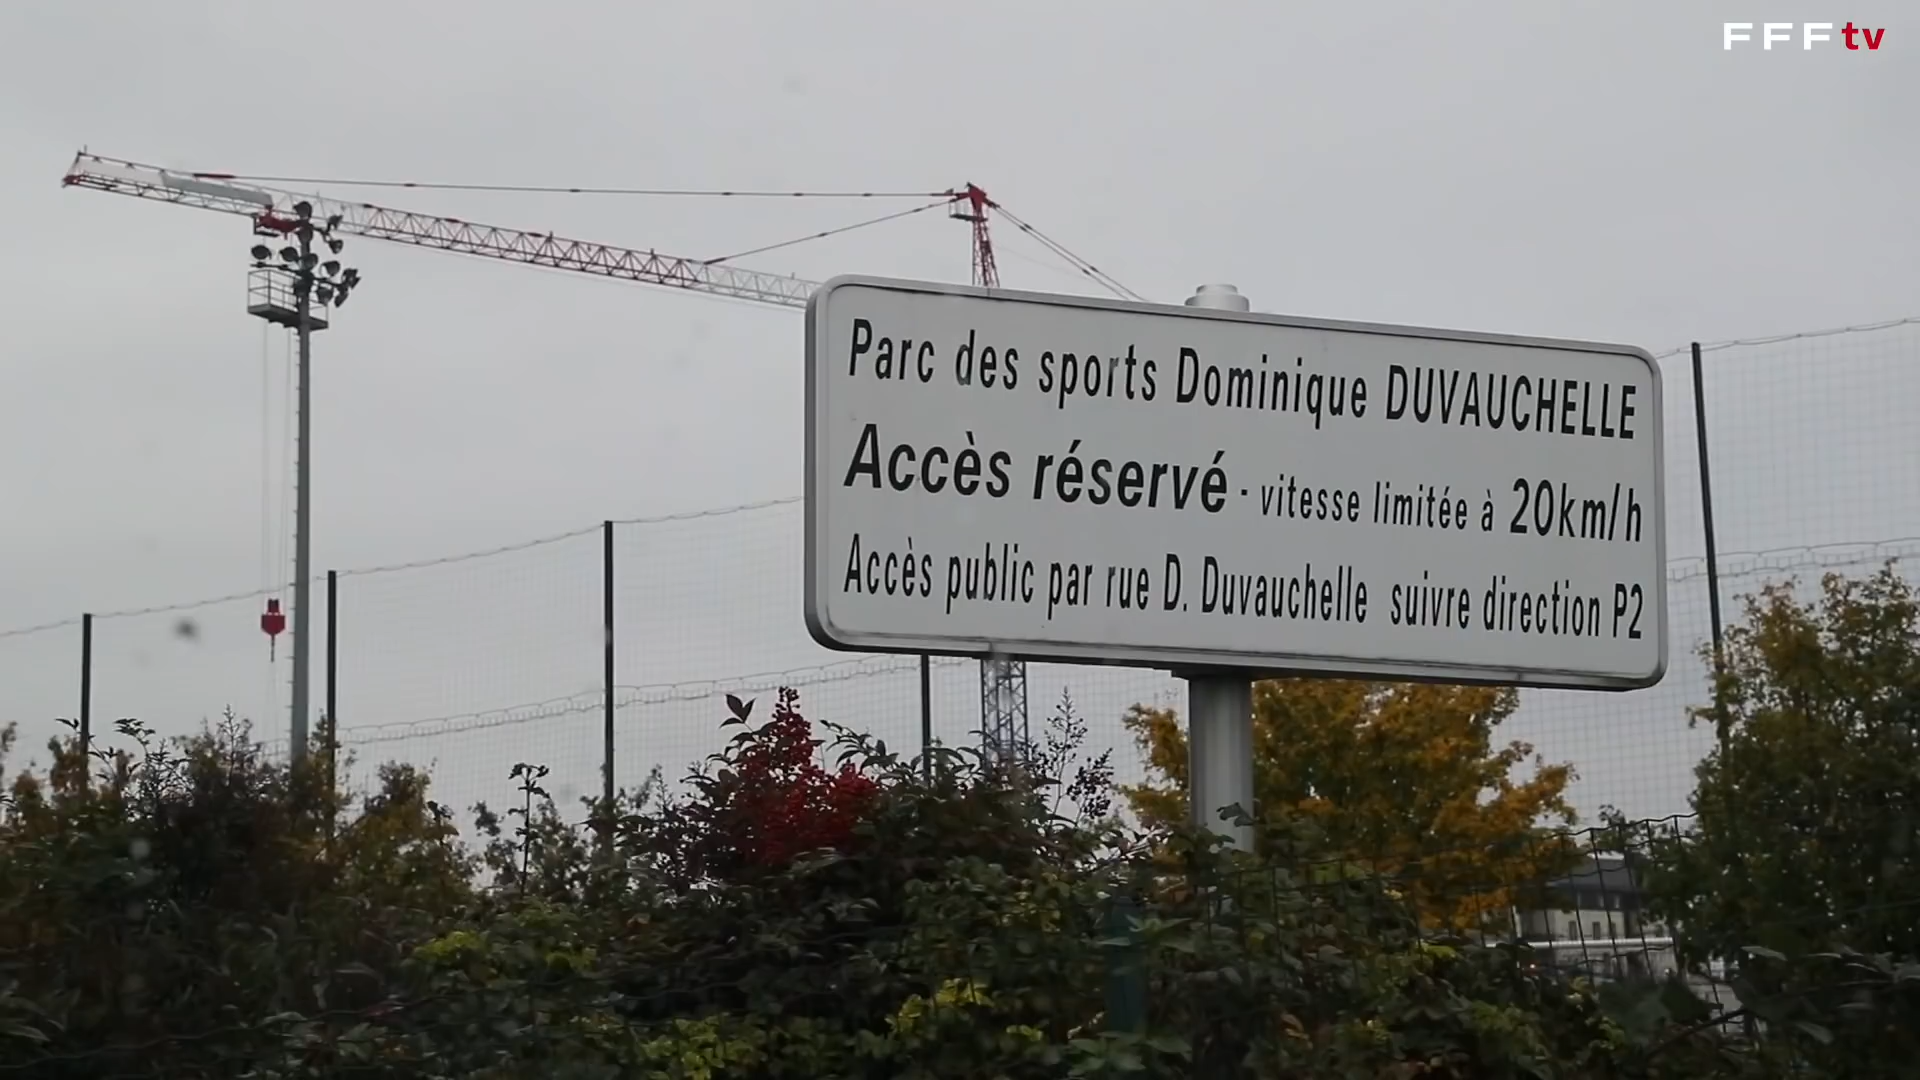 FFFtv
Parc des sports Dominique DUVAUCHELLE
Accès réservé - vitesse limitée à 20km/h
Accès public par rue D. Duvauchelle suivre direction P2